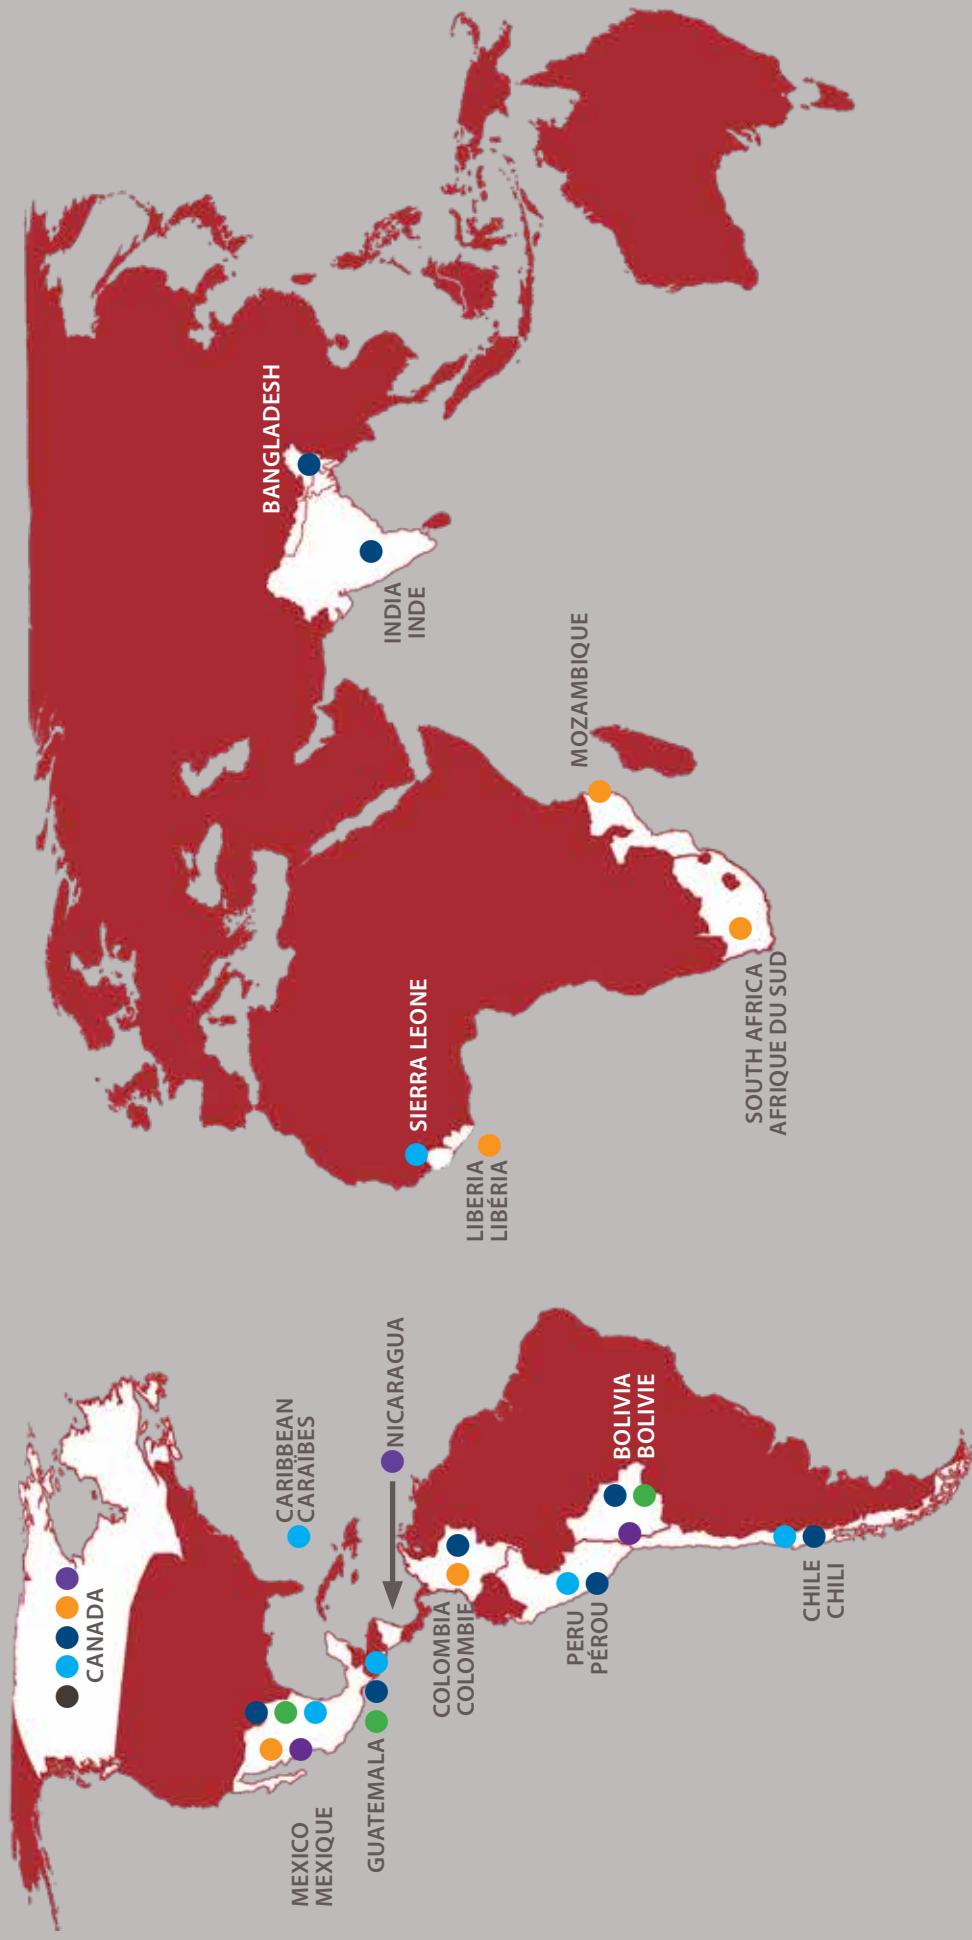 CANADA
CARIBBEAN
CARAÏBES
MEXICO
MEXIQUE
GUATEMALA
NICARAGUA
COLOMBIA
COLOMBIE
PERU
PÉROU
BOLIVIA
BOLIVIE
CHILE
CHILI
SIERRA LEONE
LIBERIA
LIBÉRIA
SOUTH AFRICA
AFRIQUE DU SUD
MOZAMBIQUE
BANGLADESH
INDIA
INDE